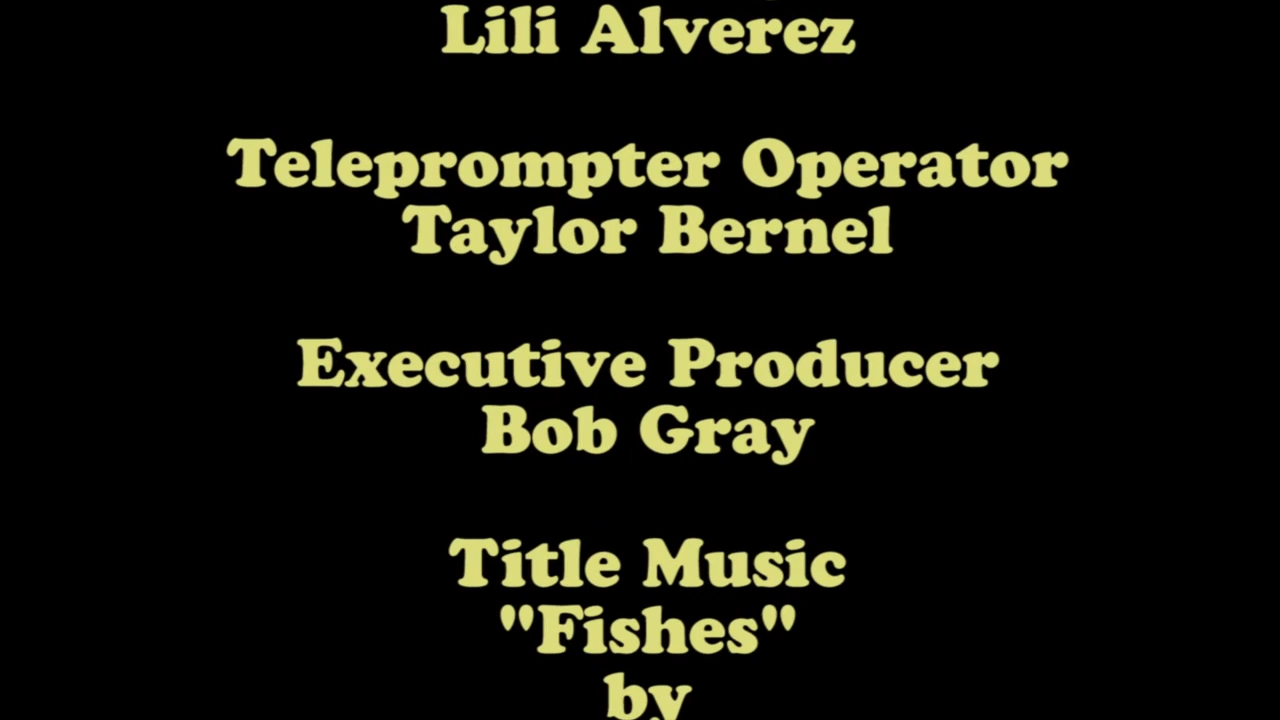 Lili Alverez
Teleprompter Operator
Taylor Bernel
Executive Producer
Bob Gray
Title Music
"Fishes"
by